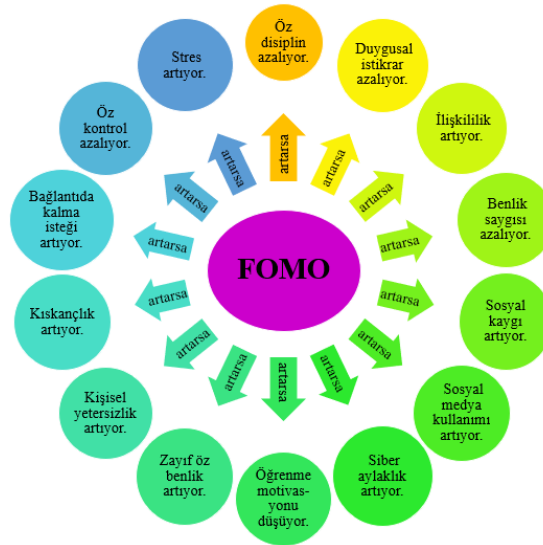 Öz
disiplin
azalıyor.
Duygusal
istikrar
azalıyor.
İlişkililik
artıyor.
Benlik
saygısı
azalıyor.
Sosyal
kaygı
artıyor.
Sosyal
medya
kullanımı
artıyor.
Siber
aylaklık
artıyor.
Öğrenme
motivas-
yonu
düşüyor.
Zayıf öz
benlik
artıyor.
Kişisel
yetersizlik
artıyor.
Kıskançlık
artıyor.
Bağlantıda
kalma
isteği
artıyor.
Öz
kontrol
azalıyor.
Stres
artıyor.
artarsa
artarsa
artarsa
artarsa
artarsa
artarsa
artarsa
artarsa
artarsa
artarsa
artarsa
artarsa
artarsa
artarsa
FOMO